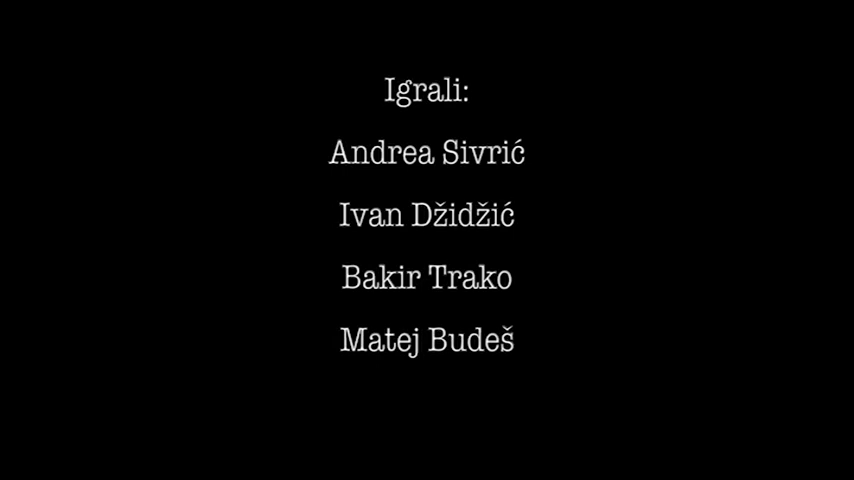 Igrali:
Andrea Sivrić
Ivan Džidžić
Bakir Trako
Matej Budeš